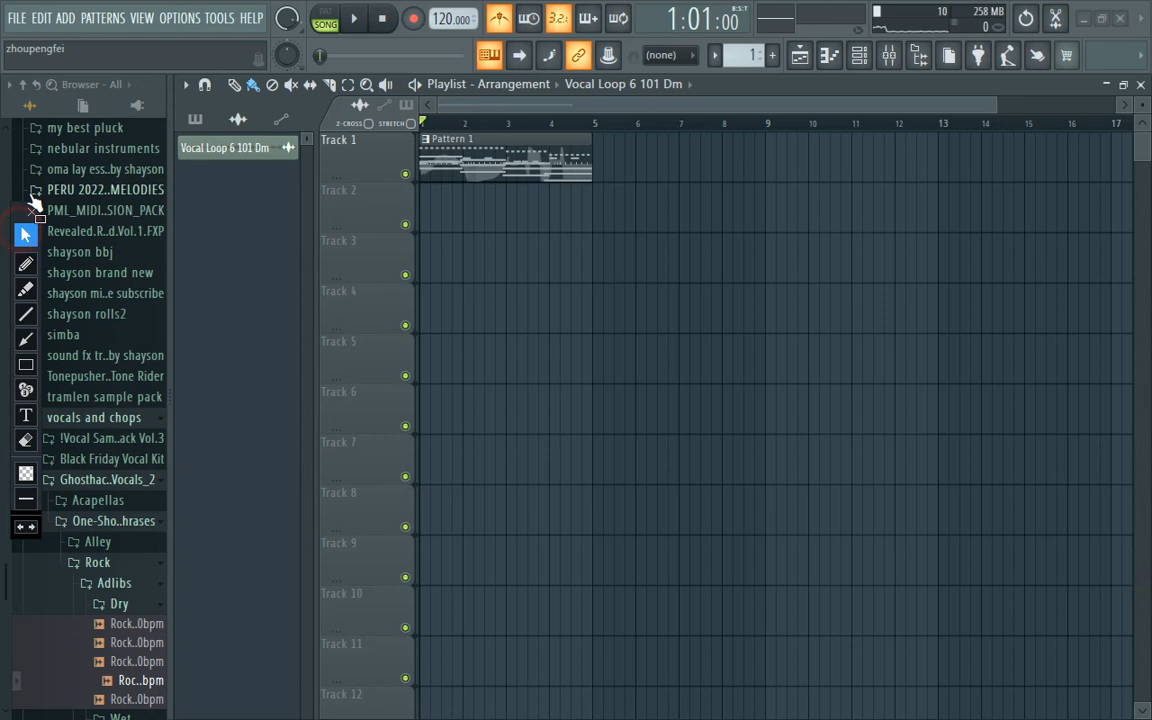 FILE EDIT ADD PATTERNS VIEW OPTIONS TOOLS HELP
PAT
SONG
120.000
3.2
1:01:00
10
258 MB
0
zhoupengfei
(none)
1
Browser - All
Playlist - Arrangement
Vocal Loop 6 101 Dm
my best pluck
nebular instruments
oma lay ess..by shayson
PERU 2022..MELODIES
PML_MIDI..SION_PACK
Revealed.R..d.Vol.1.FXP
shayson bbj
shayson brand new
shayson mi..e subscribe
shayson rolls2
simba
sound fx tr..by shayson
Tonepusher..Tone Rider
tramlen sample pack
vocals and chops
!Vocal Sam..ack Vol.3
Black Friday Vocal Kit
Ghosthac..Vocals_2
Acapellas
One-Sho..hrases
Alley
Rock
Adlibs
Dry
Rock..0bpm
Rock..0bpm
Rock..0bpm
Roc..bpm
Rock..0bpm
Wet
T
Vocal Loop 6 101 Dm
Z-CROSS
STRETCH
2 3 4 5 6 7 8 9 10 11 12 13 14 15 16 17
Pattern 1
Track 1
Track 2
Track 3
Track 4
Track 5
Track 6
Track 7
Track 8
Track 9
Track 10
Track 11
Track 12